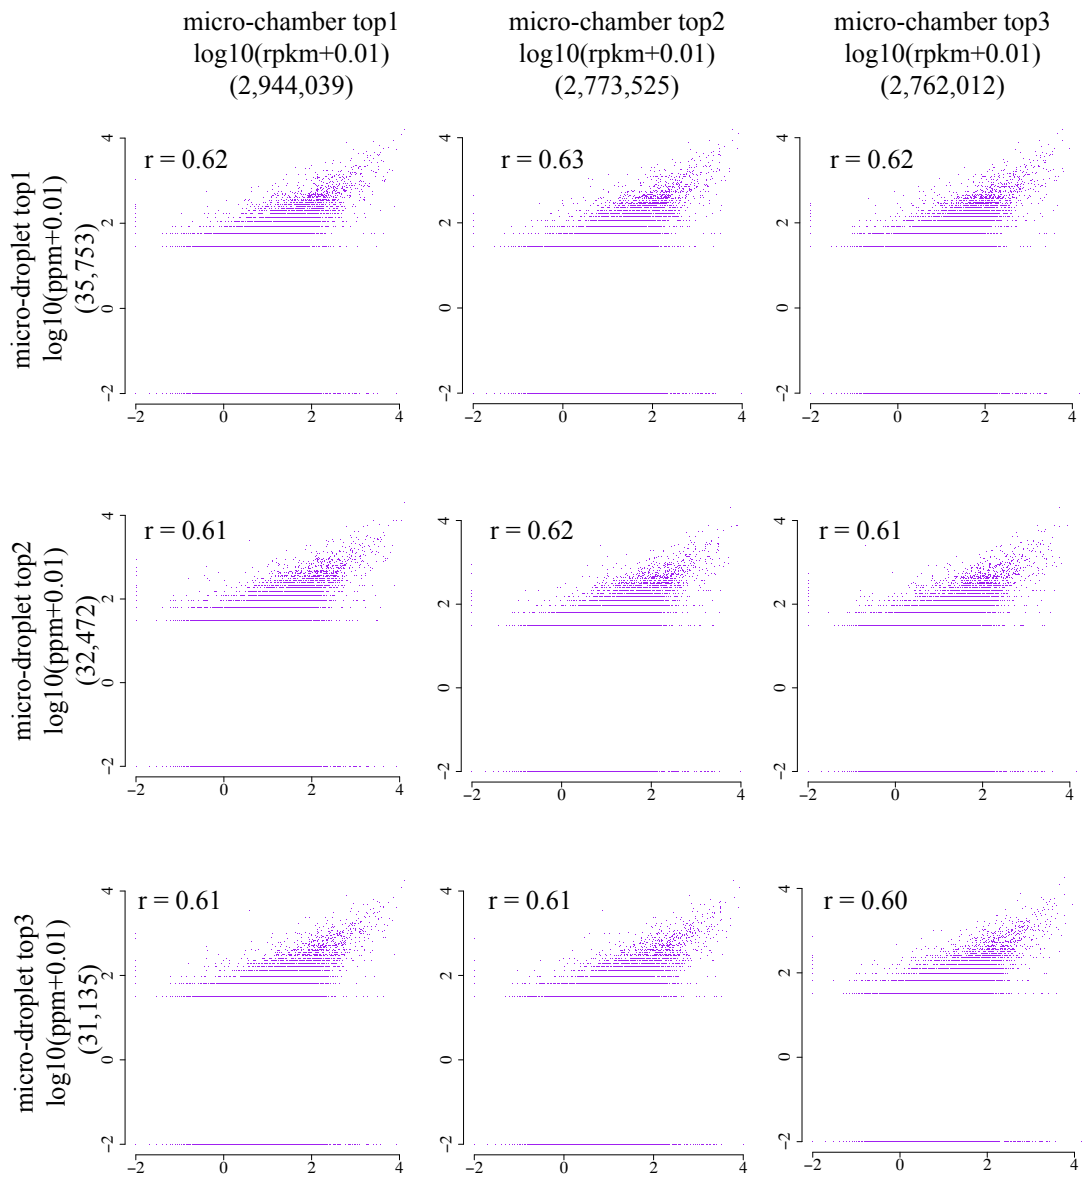 micro-chamber top1
log10(rpkm+0.01)
(2,944,039)
micro-chamber top2
log10(rpkm+0.01)
(2,773,525)
micro-chamber top3
log10(rpkm+0.01)
(2,762,012)
micro-droplet top1
log10(ppm+0.01)
(35,753)
r = 0.62
4
2
0
−2
−2 0 2 4
r = 0.63
4
2
0
−2
−2 0 2 4
r = 0.62
4
2
0
−2
−2 0 2 4
micro-droplet top2
log10(ppm+0.01)
(32,472)
r = 0.61
4
2
0
−2
−2 0 2 4
r = 0.62
4
2
0
−2
−2 0 2 4
r = 0.61
4
2
0
−2
−2 0 2 4
micro-droplet top3
log10(ppm+0.01)
(31,135)
r = 0.61
4
2
0
−2
−2 0 2 4
r = 0.61
4
2
0
−2
−2 0 2 4
r = 0.60
4
2
0
−2
−2 0 2 4